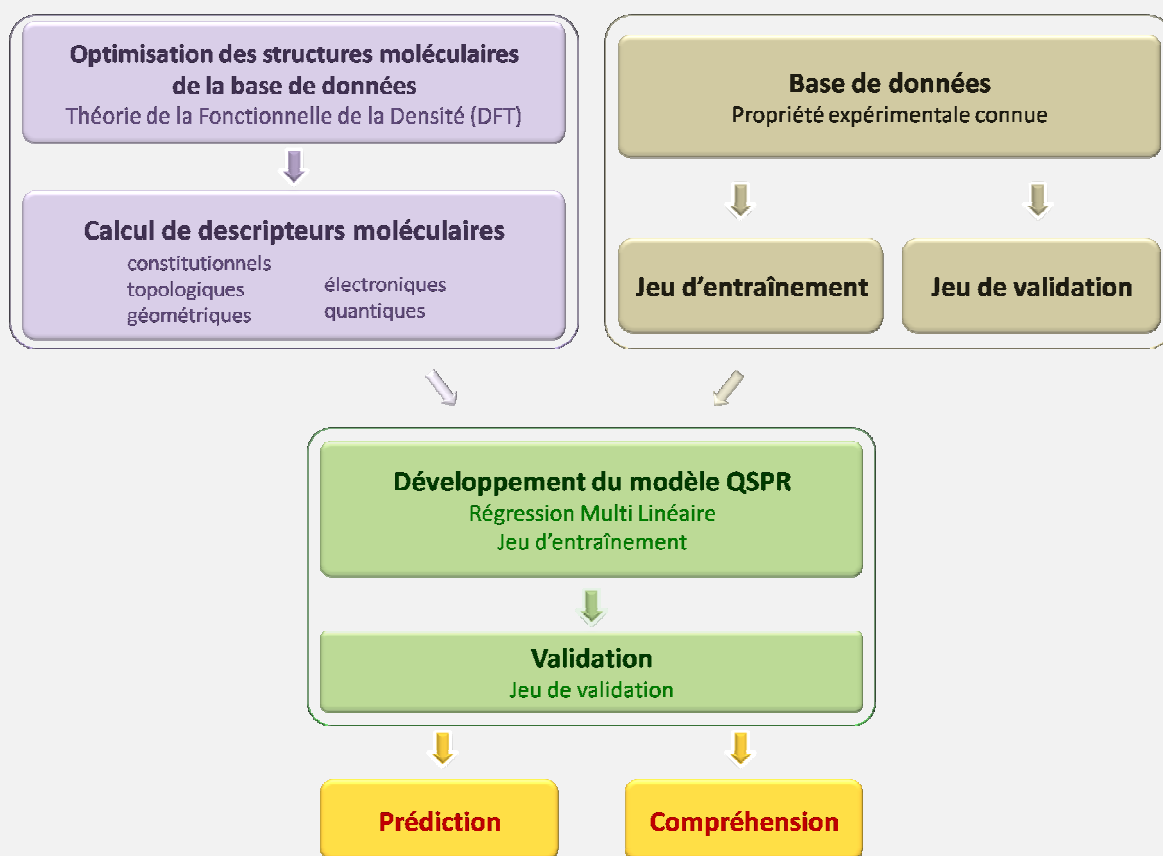 Optimisation des structures moléculaires
de la base de données
Théorie de la Fonctionnelle de la Densité (DFT)
Calcul de descripteurs moléculaires
constitutionnels
topologiques
géométriques
électroniques
quantiques
Base de données
Propriété expérimentale connue
Jeu d'entraînement
Jeu de validation
Développement du modèle QSPR
Régression Multi Linéaire
Jeu d'entraînement
Validation
Jeu de validation
Prédiction
Compréhension